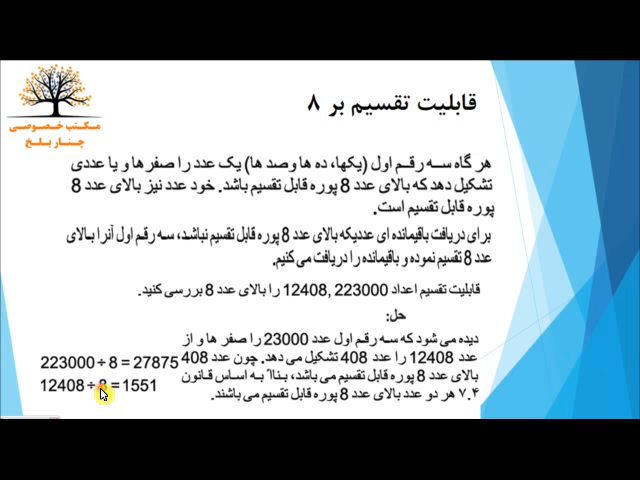 مکتب خصوصی
چنار بلخ
قابلیت تقسیم بر ۸
هر گاه سه رقم اول (یکها، ده ها وصد ها) یک عدد را صفرها و یا عددی
تشکیل دهد که بالای عدد 8 پوره قابل تقسیم باشد. خود عدد نیز بالای عدد 8
پوره قابل تقسیم است.
برای دریافت باقیمانده ای عددیکه بالای عدد 8 پوره قابل تقسیم نباشد، سه رقم اول آنرا بالای
عدد 8 تقسیم نموده و باقیمانده را دریافت می کنیم.
قابلیت تقسیم اعداد 223000 ,12408 را بالای عدد 8 بررسی کنید.
حل:
دیده می شود که سه رقم اول عدد 23000 را صفر ها و از
عدد 12408 را عدد 408 تشکیل می دهد. چون عدد 408
بالای عدد 8 پوره قابل تقسیم می باشد، بنااً به اساس قانون
۷.۴ هر دو عدد بالای عدد 8 پوره قابل تقسیم می باشند.
223000 ÷ 8 = 27875
12408 ÷ 8 = 1551